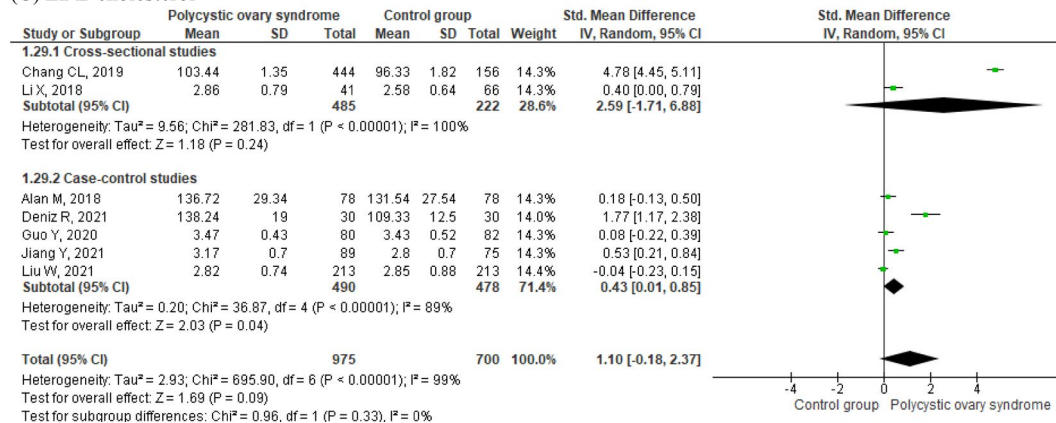 Polycystic ovary syndrome Control group Std. Mean Difference Std. Mean Difference
Study or Subgroup Mean SD Total Mean SD Total Weight IV, Random, 95% CI IV, Random, 95% CI
1.29.1 Cross-sectional studies
Chang CL, 2019 103.44 1.35 444 96.33 1.82 156 14.3% 4.78 [4.45, 5.11]
Li X, 2018 2.86 0.79 41 2.58 0.64 66 14.3% 0.40 [0.00, 0.79]
Subtotal (95% CI) 485 222 28.6% 2.59 [-1.71, 6.88]
Heterogeneity: Tau² = 9.56; Chi² = 281.83, df = 1 (P < 0.00001); I² = 100%
Test for overall effect: Z = 1.18 (P = 0.24)
1.29.2 Case-control studies
Alan M, 2018 136.72 29.34 78 131.54 27.54 78 14.3% 0.18 [-0.13, 0.50]
Deniz R, 2021 138.24 19 30 109.33 12.5 30 14.0% 1.77 [1.17, 2.38]
Guo Y, 2020 3.47 0.43 80 3.43 0.52 82 14.3% 0.08 [-0.22, 0.39]
Jiang Y, 2021 3.17 0.7 89 2.8 0.7 75 14.3% 0.53 [0.21, 0.84]
Liu W, 2021 2.82 0.74 213 2.85 0.88 213 14.4% -0.04 [-0.23, 0.15]
Subtotal (95% CI) 490 478 71.4% 0.43 [0.01, 0.85]
Heterogeneity: Tau² = 0.20; Chi² = 36.87, df = 4 (P < 0.00001); I² = 89%
Test for overall effect: Z = 2.03 (P = 0.04)
Total (95% CI) 975 700 100.0% 1.10 [-0.18, 2.37]
Heterogeneity: Tau² = 2.93; Chi² = 695.90, df = 6 (P < 0.00001); I² = 99%
Test for overall effect: Z = 1.69 (P = 0.09)
Test for subgroup differences: Chi² = 0.96, df = 1 (P = 0.33), I² = 0%
-4 -2 0 2 4
Control group Polycystic ovary syndrome